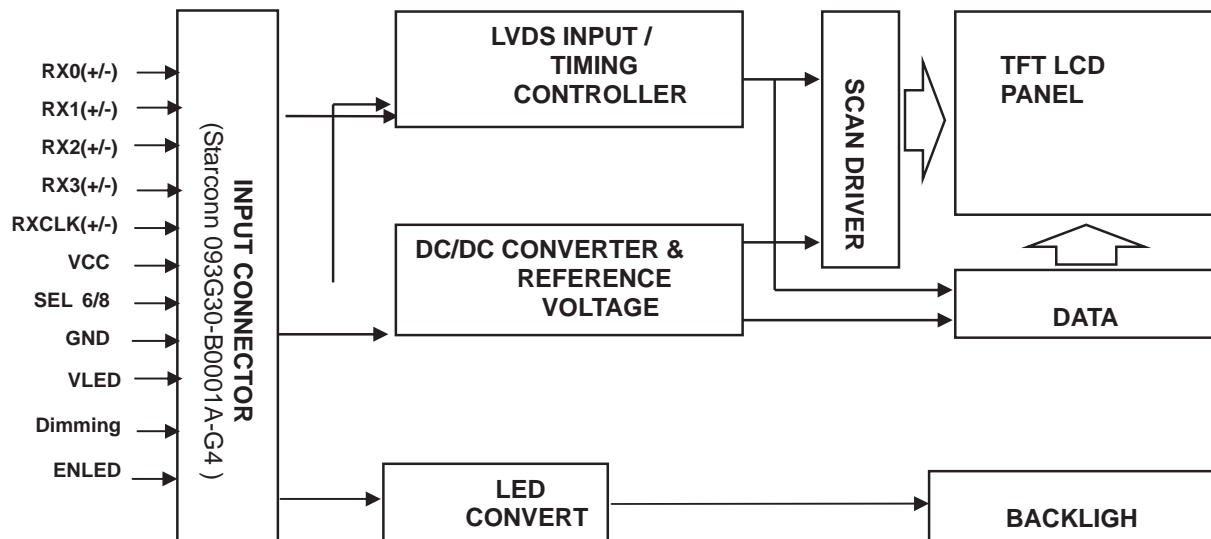 RX0(+/-)
RX1(+/-)
RX2(+/-)
RX3(+/-)
RXCLK(+/-)
VCC
SEL 6/8
GND
VLED
Dimming
ENLED
INPUT CONNECTOR
(Starconn 093G30-B0001A-G4 )
LVDS INPUT /
TIMING
CONTROLLER
DC/DC CONVERTER &
REFERENCE
VOLTAGE
LED
CONVERT
SCAN DRIVER
TFT LCD
PANEL
DATA
BACKLIGH